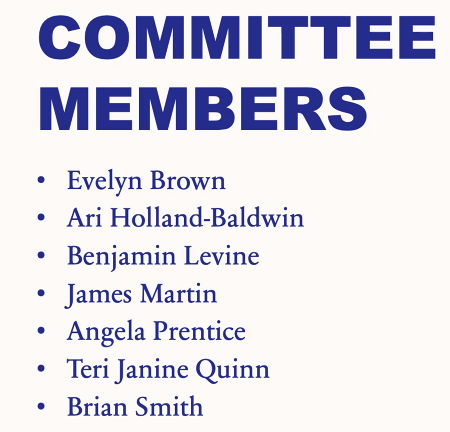 COMMITTEE
MEMBERS
• Evelyn Brown
• Ari Holland-Baldwin
• Benjamin Levine
• James Martin
• Angela Prentice
• Teri Janine Quinn
• Brian Smith